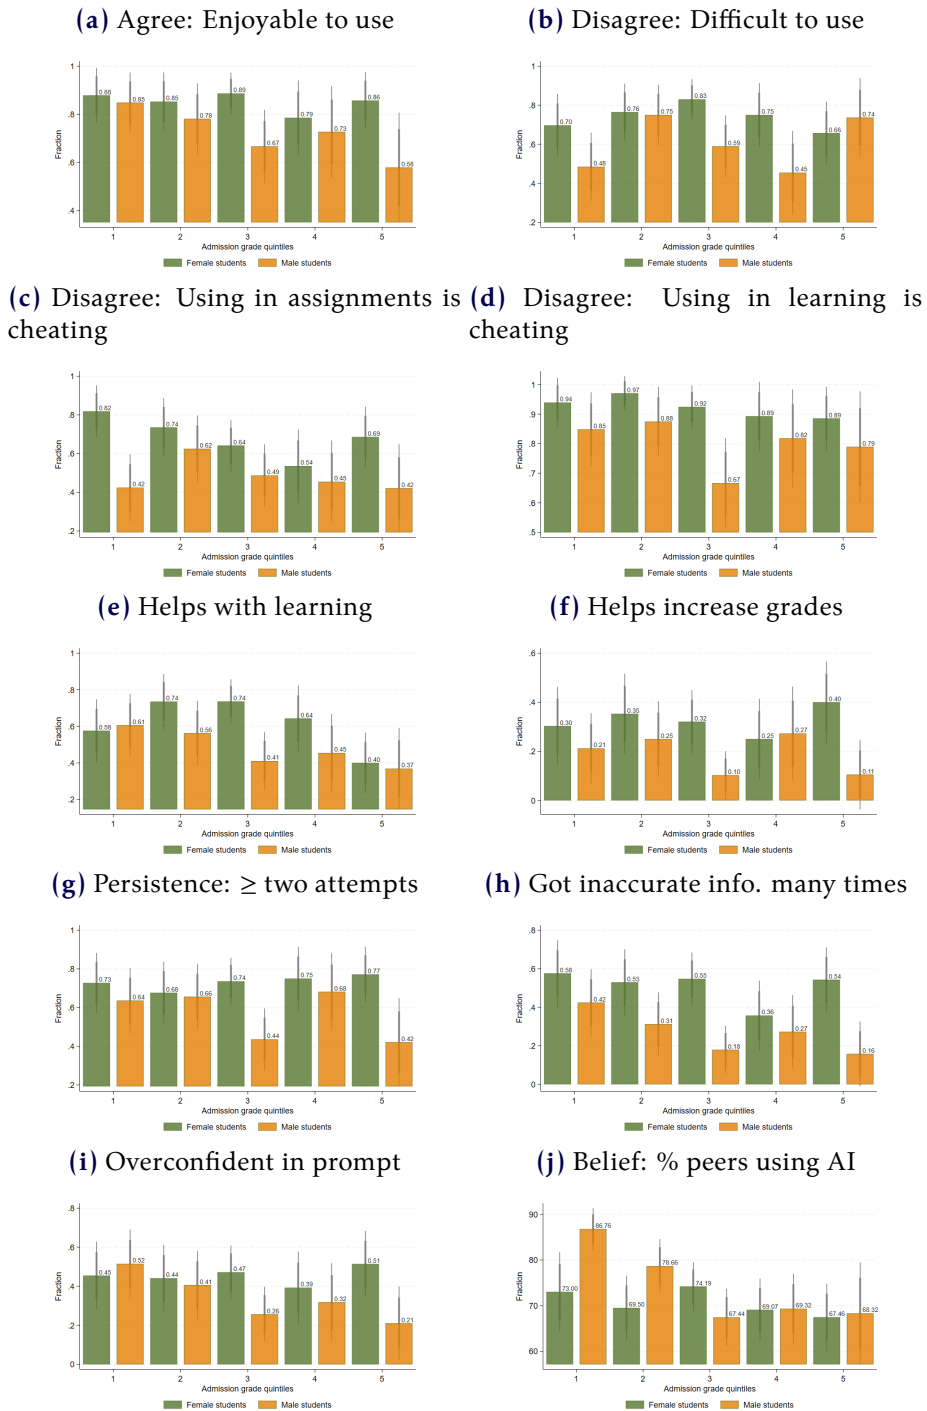 (a) Agree: Enjoyable to use
1
.8
.6
.4
Fraction
0.88
0.85
0.85
0.78
0.89
0.67
0.79
0.73
0.86
0.58
1 2 3 4 5
Admission grade quintiles
Female students Male students
(b) Disagree: Difficult to use
1
.8
.6
.4
.2
Fraction
0.70
0.48
0.76
0.75
0.83
0.59
0.75
0.45
0.66
0.74
1 2 3 4 5
Admission grade quintiles
Female students Male students
(c) Disagree: Using in assignments is
cheating
1
.8
.6
.4
.2
Fraction
0.82
0.42
0.74
0.62
0.64
0.49
0.54
0.45
0.69
0.42
1 2 3 4 5
Admission grade quintiles
Female students Male students
(d) Disagree: Using in learning is
cheating
1
.9
.8
.7
.6
.5
Fraction
0.94
0.85
0.97
0.88
0.92
0.67
0.89
0.82
0.89
0.79
1 2 3 4 5
Admission grade quintiles
Female students Male students
(e) Helps with learning
1
.8
.6
.4
.2
Fraction
0.58
0.61
0.74
0.56
0.74
0.41
0.64
0.45
0.40
0.37
1 2 3 4 5
Admission grade quintiles
Female students Male students
(f) Helps increase grades
.6
.4
.2
0
Fraction
0.30
0.21
0.35
0.25
0.32
0.10
0.25
0.27
0.40
0.11
1 2 3 4 5
Admission grade quintiles
Female students Male students
(g) Persistence: ≥ two attempts
1
.8
.6
.4
.2
Fraction
0.73
0.64
0.68
0.66
0.74
0.44
0.75
0.68
0.77
0.42
1 2 3 4 5
Admission grade quintiles
Female students Male students
(h) Got inaccurate info. many times
.8
.6
.4
.2
0
Fraction
0.58
0.42
0.53
0.31
0.55
0.18
0.36
0.27
0.54
0.16
1 2 3 4 5
Admission grade quintiles
Female students Male students
(i) Overconfident in prompt
.8
.6
.4
.2
0
Fraction
0.45
0.52
0.44
0.41
0.47
0.26
0.39
0.32
0.51
0.21
1 2 3 4 5
Admission grade quintiles
Female students Male students
(j) Belief: % peers using AI
90
80
70
60
Fraction
73.00
86.76
69.50
78.66
74.19
67.44
69.07
69.32
67.46
68.32
1 2 3 4 5
Admission grade quintiles
Female students Male students